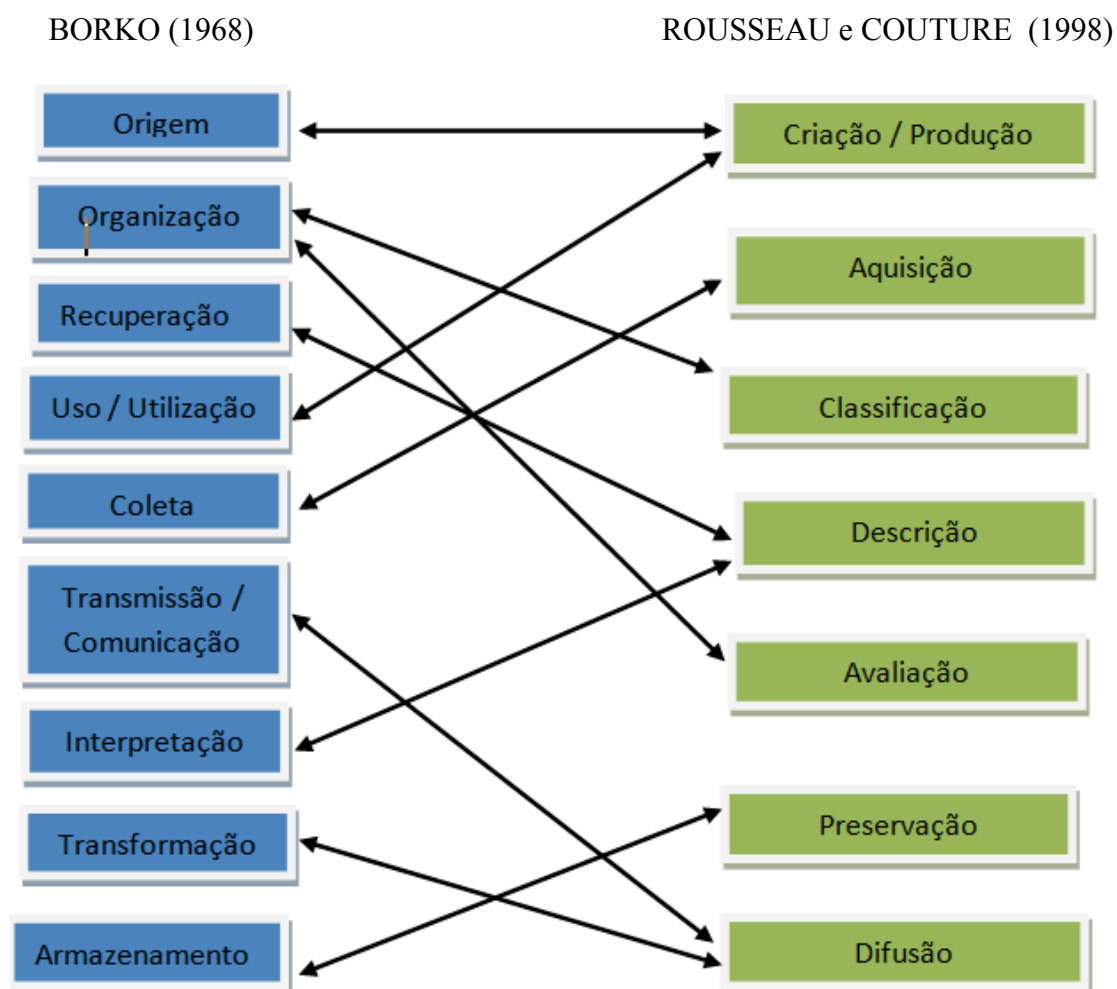 BORKO (1968)
ROUSSEAU e COUTURE (1998)
Origem
Criação / Produção
Organização
Aquisição
Recuperação
Uso / Utilização
Classificação
Coleta
Descrição
Transmissão /
Comunicação
Avaliação
Interpretação
Transformação
Preservação
Armazenamento
Difusão